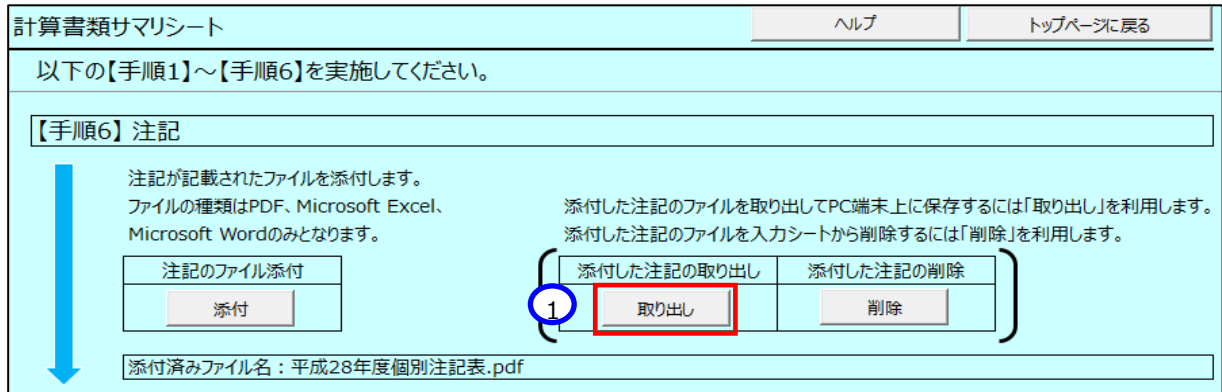 計算書類サマリシート
ヘルプ
トップページに戻る
以下の【手順1】～【手順6】を実施してください。
【手順6】 注記
注記が記載されたファイルを添付します。
ファイルの種類はPDF、Microsoft Excel、
Microsoft Wordのみとなります。
添付した注記のファイルを取り出してPC端末上に保存するには「取り出し」を利用します。
添付した注記のファイルを入力シートから削除するには「削除」を利用します。
注記のファイル添付
添付
添付した注記の取り出し
添付した注記の削除
1
取り出し
削除
添付済みファイル名：平成28年度個別注記表.pdf